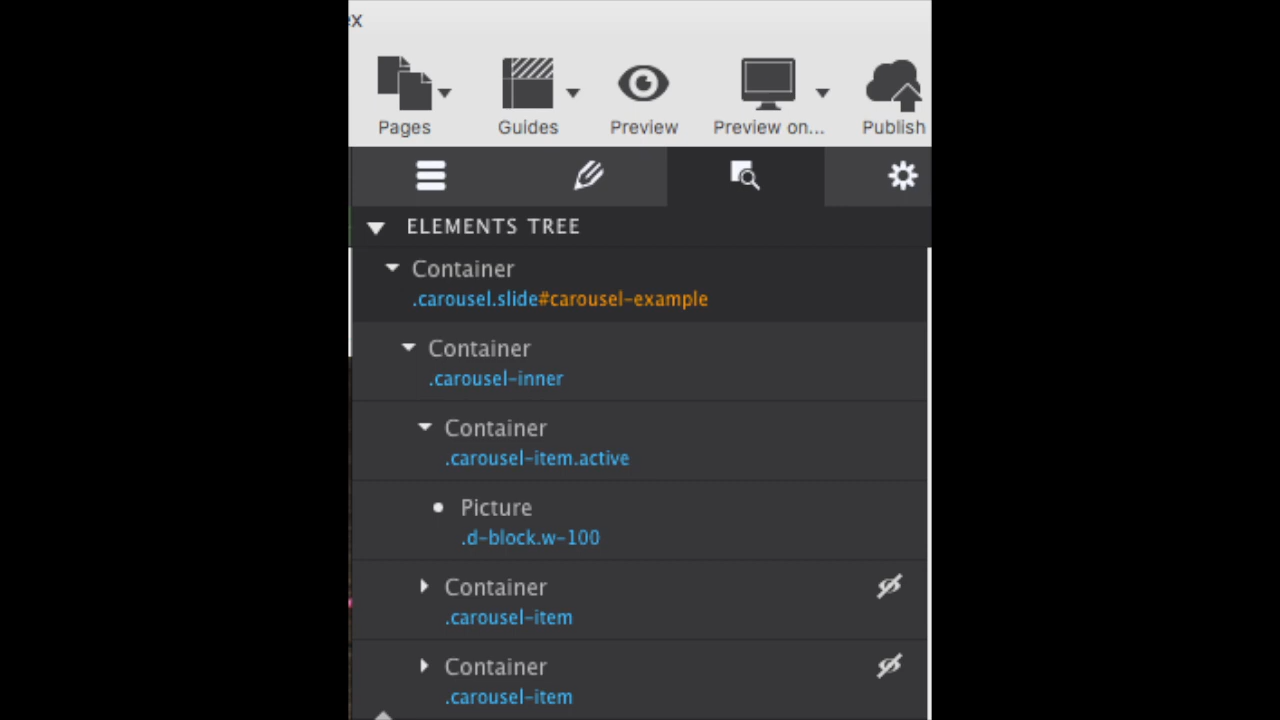 ex
Pages
Guides
Preview
Preview on...
Publish
ELEMENTS TREE
Container
.carousel.slide#carousel-example
Container
.carousel-inner
Container
.carousel-item.active
Picture
.d-block.w-100
Container
.carousel-item
Container
.carousel-item